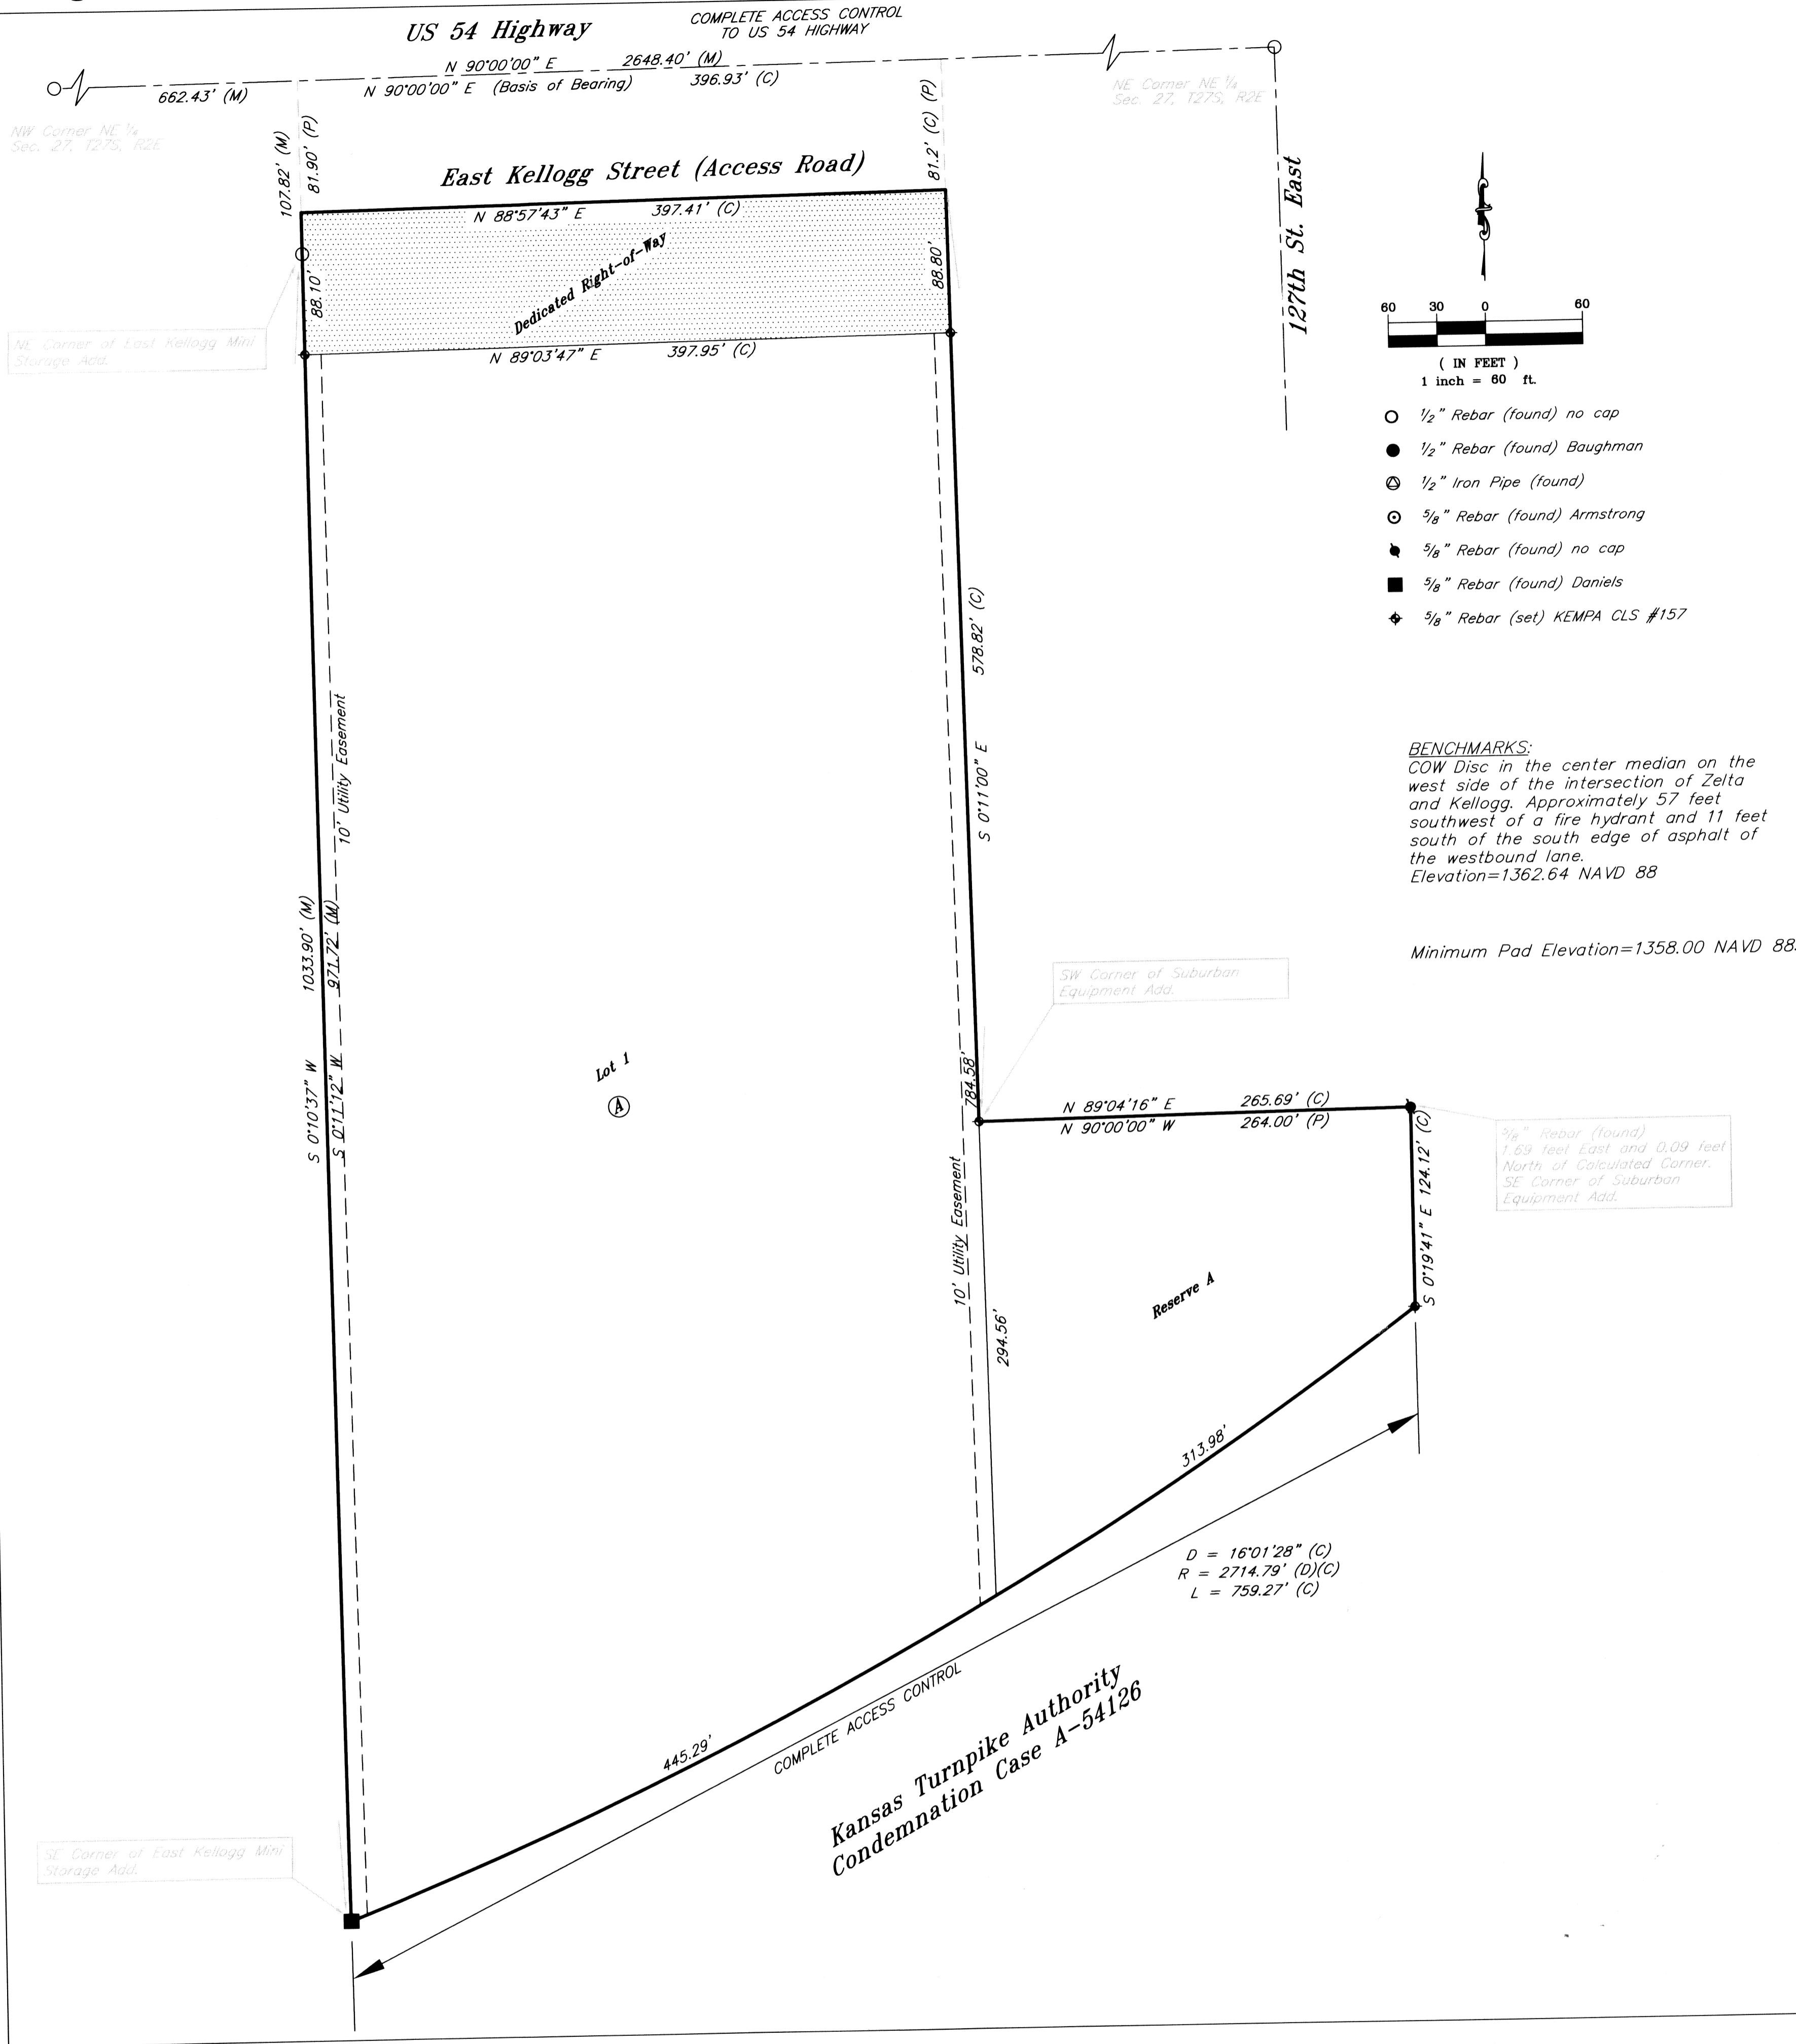 US 54 Highway
COMPLETE ACCESS CONTROL
TO US 54 HIGHWAY
N 90°00'00" E 2648.40' (M)
662.43' (M)
N 90°00'00" E (Basis of Bearing) 396.93' (C)
NW Corner NE 1/4
Sec. 27, T27S, R2E
NE Corner NE 1/4
Sec. 27, T27S, R2E
107.82' (M)
81.90' (P)
81.2' (C) (P)
East Kellogg Street (Access Road)
127th St. East
N 88°57'43" E 397.41' (C)
Dedicated Right-of-Way
88.10'
88.80'
N 89°03'47" E 397.95' (C)
NE Corner of East Kellogg Mini
Storage Add.
60 30 0 60
( IN FEET )
1 inch = 60 ft.
1/2" Rebar (found) no cap
1/2" Rebar (found) Baughman
1/2" Iron Pipe (found)
5/8" Rebar (found) Armstrong
5/8" Rebar (found) no cap
5/8" Rebar (found) Daniels
5/8" Rebar (set) KEMPA CLS #157
BENCHMARKS:
COW Disc in the center median on the
west side of the intersection of Zelta
and Kellogg. Approximately 57 feet
southwest of a fire hydrant and 11 feet
south of the south edge of asphalt of
the westbound lane.
Elevation=1362.64 NAVD 88
Minimum Pad Elevation=1358.00 NAVD 88.
10' Utility Easement
S 0°10'37" W 1033.90' (M)
S 0°11'12" W 971.72' (M)
S 0°11'00" E 578.82' (C)
784.58'
SW Corner of Suburban
Equipment Add.
Lot 1
A
N 89°04'16" E 265.69' (C)
N 90°00'00" W 264.00' (P)
5/8" Rebar (found)
1.69 feet East and 0.09 feet
North of Calculated Corner.
SE Corner of Suburban
Equipment Add.
S 0°19'41" E 124.12' (C)
10' Utility Easement
294.56'
Reserve A
313.98'
D = 16°01'28" (C)
R = 2714.79' (D)(C)
L = 759.27' (C)
445.29'
COMPLETE ACCESS CONTROL
Kansas Turnpike Authority
Condemnation Case A-54126
SE Corner of East Kellogg Mini
Storage Add.